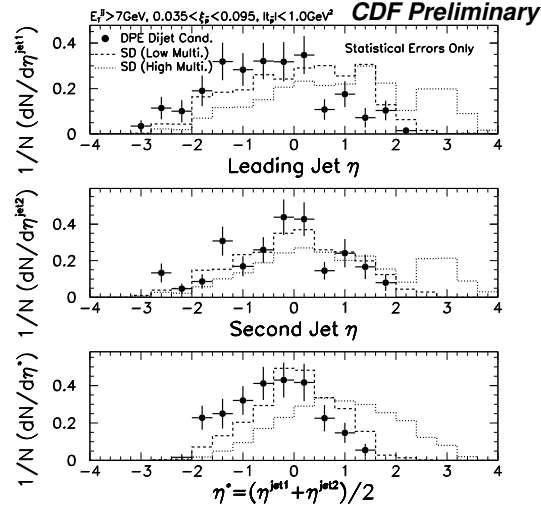 CDF Preliminary
E_T^jj>7GeV, 0.035<ξ_p̄<0.095, |t_p̄|<1.0GeV²
DPE Dijet Cand.
SD (Low Multi.)
SD (High Multi.)
Statistical Errors Only
1/N (dN/dη^jet1)
0.4
0.2
0
-4 -3 -2 -1 0 1 2 3 4
Leading Jet η
1/N (dN/dη^jet2)
0.4
0.2
0
-4 -3 -2 -1 0 1 2 3 4
Second Jet η
1/N (dN/dη*)
0.4
0.2
0
-4 -3 -2 -1 0 1 2 3 4
η*=(η^jet1+η^jet2)/2